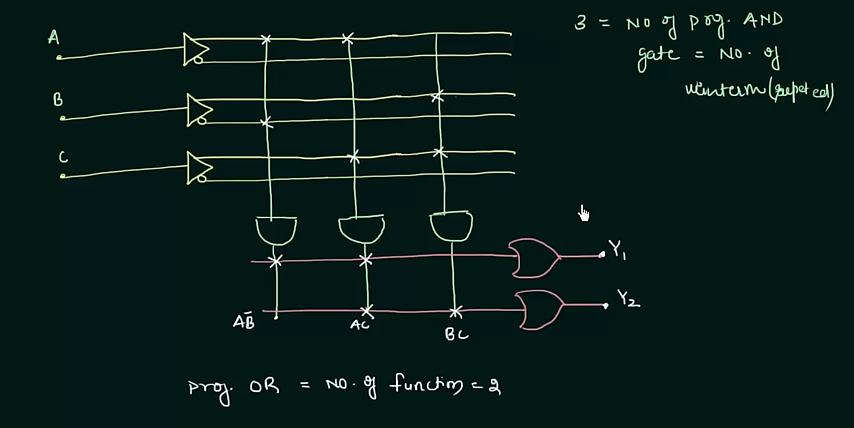 3 = No of prog. AND
gate = No. of
minterm (repeated)
A
B
C
Y₁
Y₂
AB̅
AC
BC
prog. OR = No. of function = 2